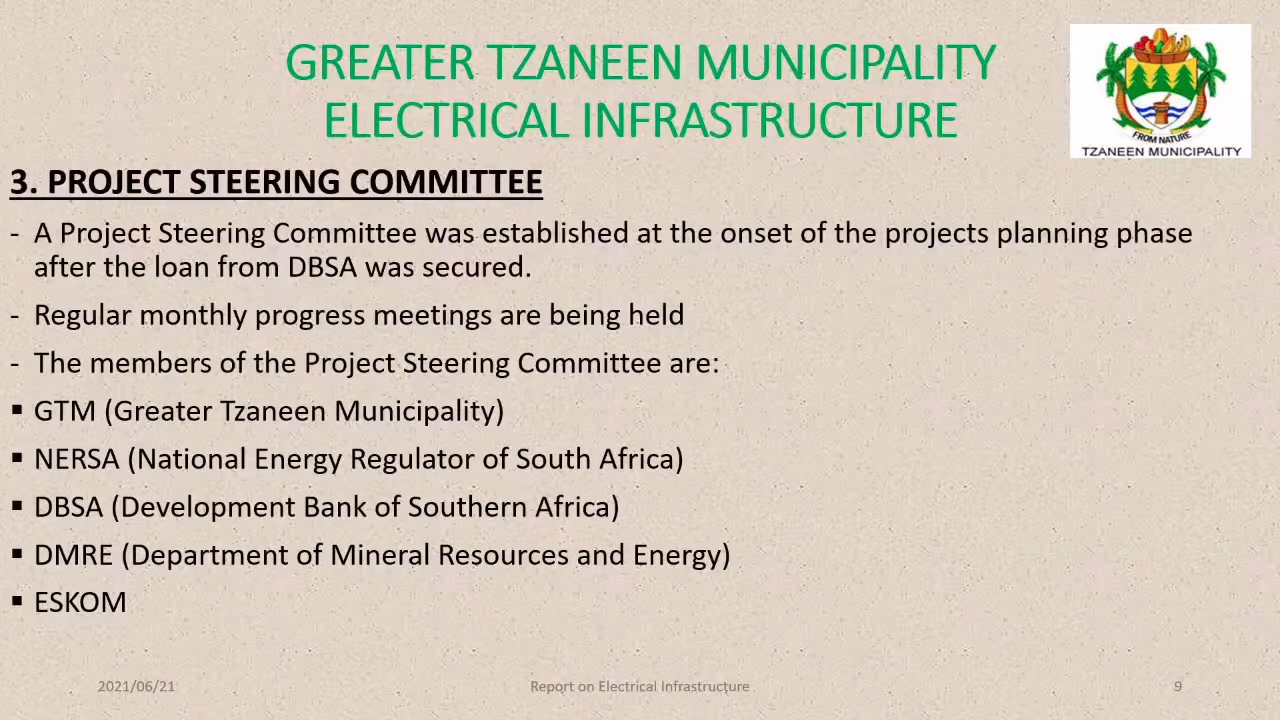 GREATER TZANEEN MUNICIPALITY
ELECTRICAL INFRASTRUCTURE
FROM NATURE
TZANEEN MUNICIPALITY
3. PROJECT STEERING COMMITTEE
- A Project Steering Committee was established at the onset of the projects planning phase
after the loan from DBSA was secured.
- Regular monthly progress meetings are being held
- The members of the Project Steering Committee are:
▪ GTM (Greater Tzaneen Municipality)
▪ NERSA (National Energy Regulator of South Africa)
▪ DBSA (Development Bank of Southern Africa)
▪ DMRE (Department of Mineral Resources and Energy)
▪ ESKOM
2021/06/21
Report on Electrical Infrastructure
9